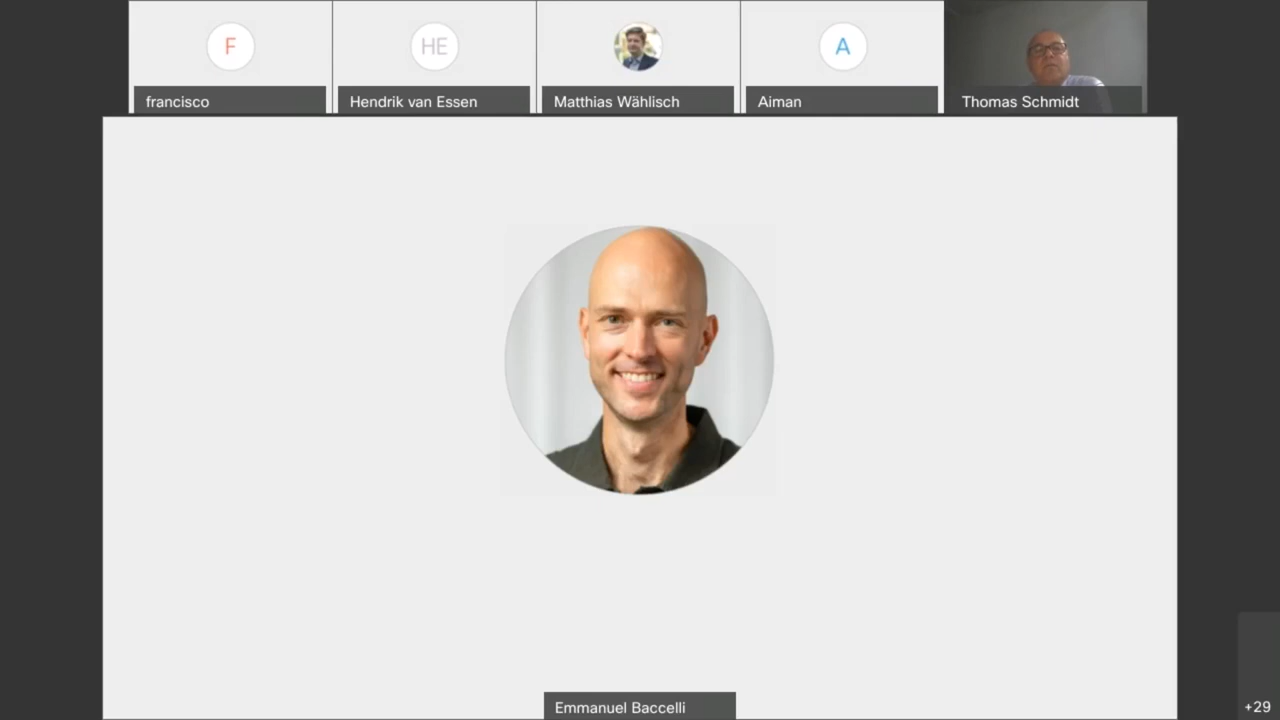 F
HE
A
francisco
Hendrik van Essen
Matthias Wählisch
Aiman
Thomas Schmidt
Emmanuel Baccelli
+29